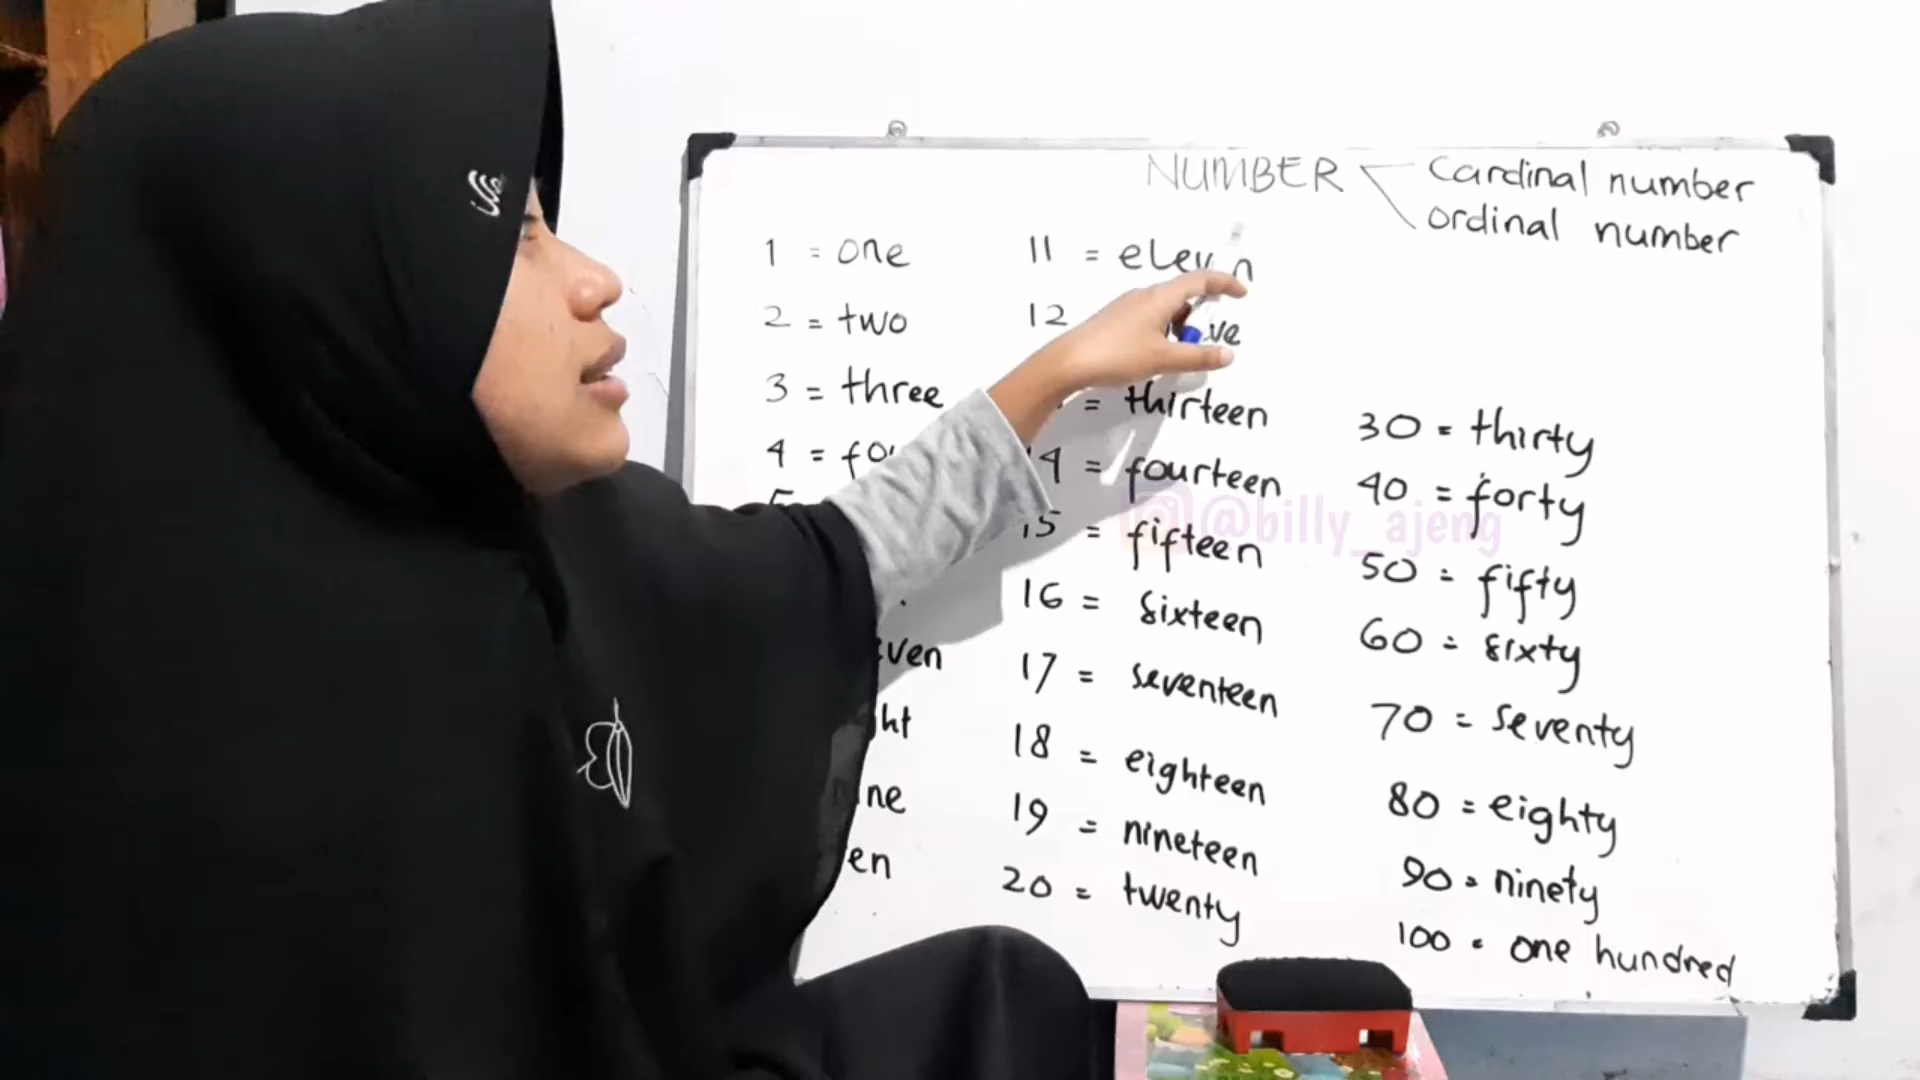 NUMBER
cardinal number
ordinal number
1 = one
2 = two
3 = three
4 =
11 =
12
= thirteen
= fourteen
15 = fifteen
16 = sixteen
17 = seventeen
18 = eighteen
19 = nineteen
20 = twenty
30 = thirty
40 = forty
50 = fifty
60 = sixty
70 = seventy
80 = eighty
90 = ninety
100 = one hundred
@billy_ajeng